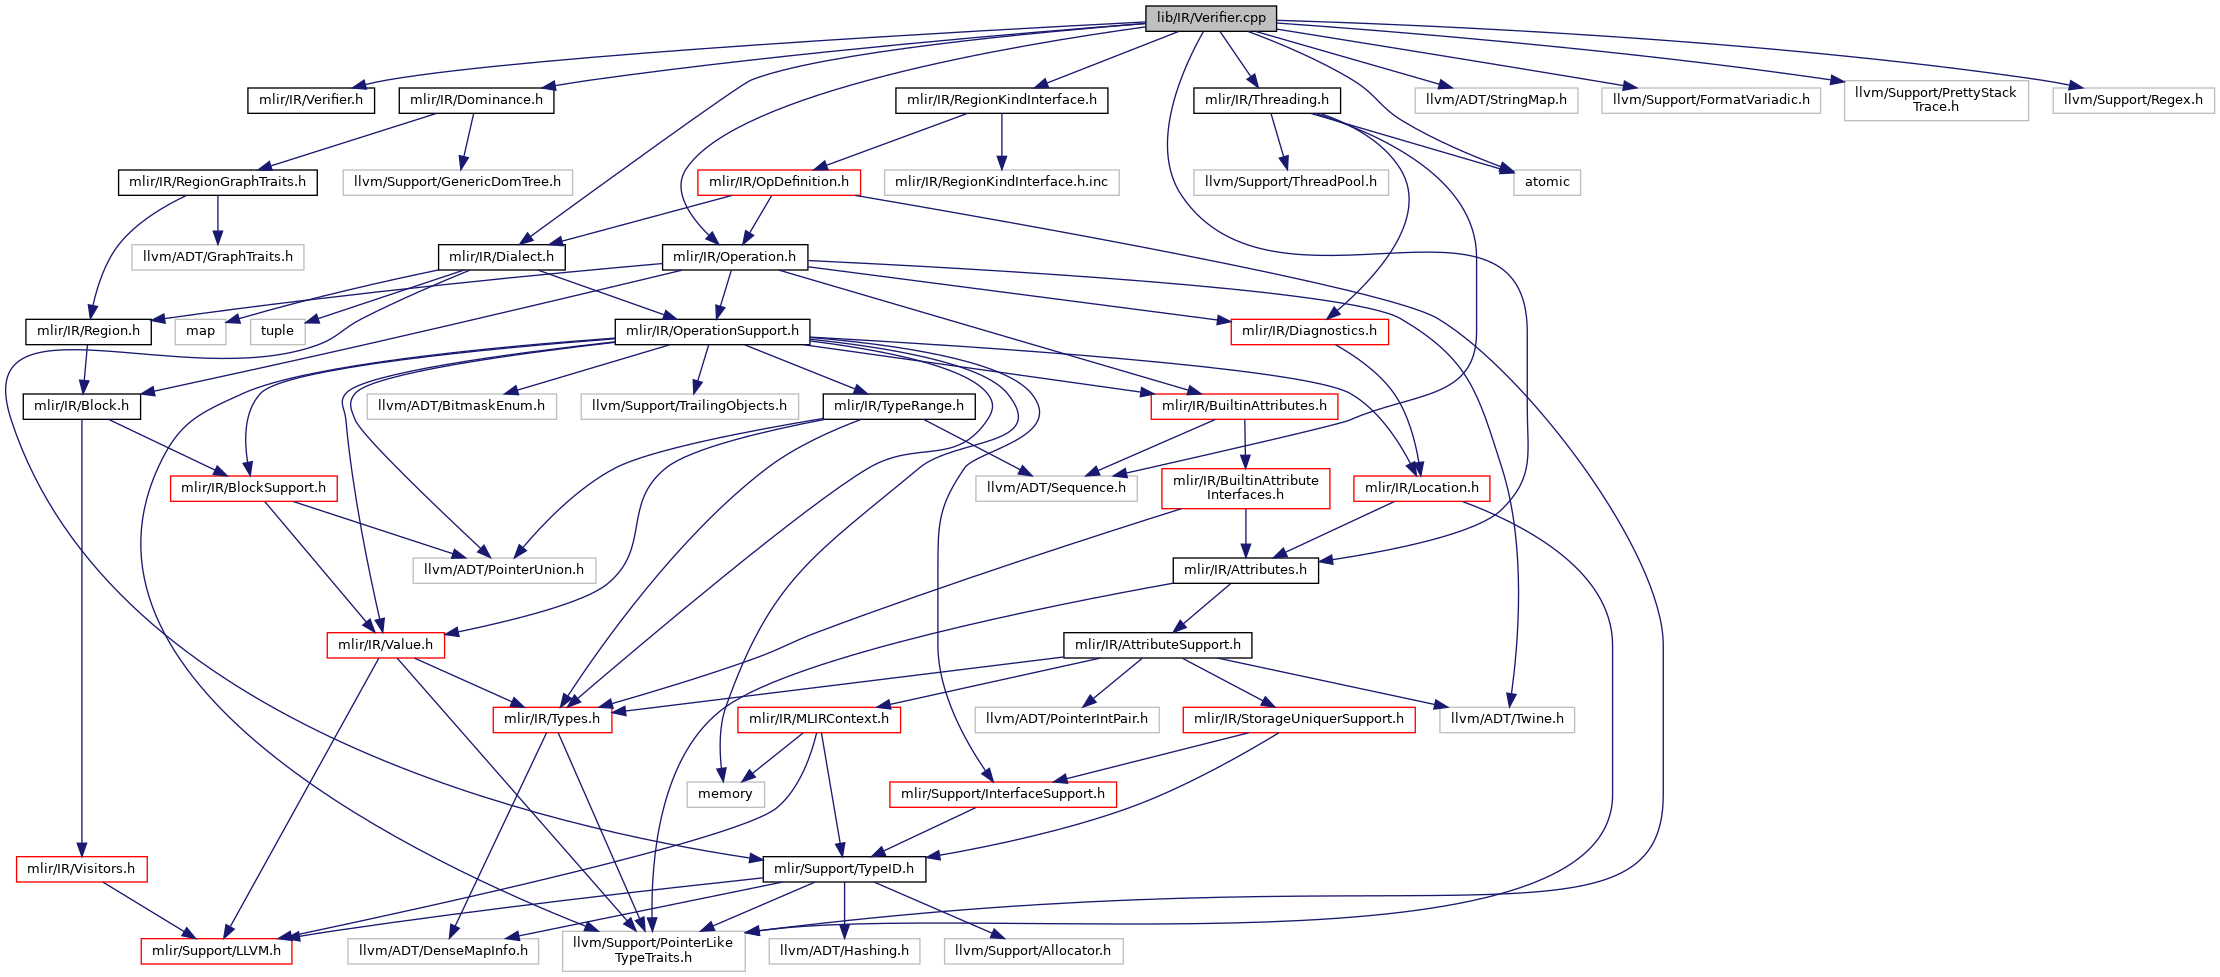 lib/IR/Verifier.cpp
mlir/IR/Verifier.h
mlir/IR/Dominance.h
mlir/IR/RegionKindInterface.h
mlir/IR/Threading.h
llvm/ADT/StringMap.h
llvm/Support/FormatVariadic.h
llvm/Support/PrettyStack
Trace.h
llvm/Support/Regex.h
mlir/IR/RegionGraphTraits.h
llvm/Support/GenericDomTree.h
mlir/IR/OpDefinition.h
mlir/IR/RegionKindInterface.h.inc
llvm/Support/ThreadPool.h
atomic
llvm/ADT/GraphTraits.h
mlir/IR/Dialect.h
mlir/IR/Operation.h
mlir/IR/Region.h
map
tuple
mlir/IR/OperationSupport.h
mlir/IR/Diagnostics.h
mlir/IR/Block.h
llvm/ADT/BitmaskEnum.h
llvm/Support/TrailingObjects.h
mlir/IR/TypeRange.h
mlir/IR/BuiltinAttributes.h
mlir/IR/BlockSupport.h
llvm/ADT/Sequence.h
mlir/IR/BuiltinAttribute
Interfaces.h
mlir/IR/Location.h
llvm/ADT/PointerUnion.h
mlir/IR/Attributes.h
mlir/IR/Value.h
mlir/IR/AttributeSupport.h
mlir/IR/Types.h
mlir/IR/MLIRContext.h
llvm/ADT/PointerIntPair.h
mlir/IR/StorageUniquerSupport.h
llvm/ADT/Twine.h
memory
mlir/Support/InterfaceSupport.h
mlir/IR/Visitors.h
mlir/Support/TypeID.h
mlir/Support/LLVM.h
llvm/ADT/DenseMapInfo.h
llvm/Support/PointerLike
TypeTraits.h
llvm/ADT/Hashing.h
llvm/Support/Allocator.h